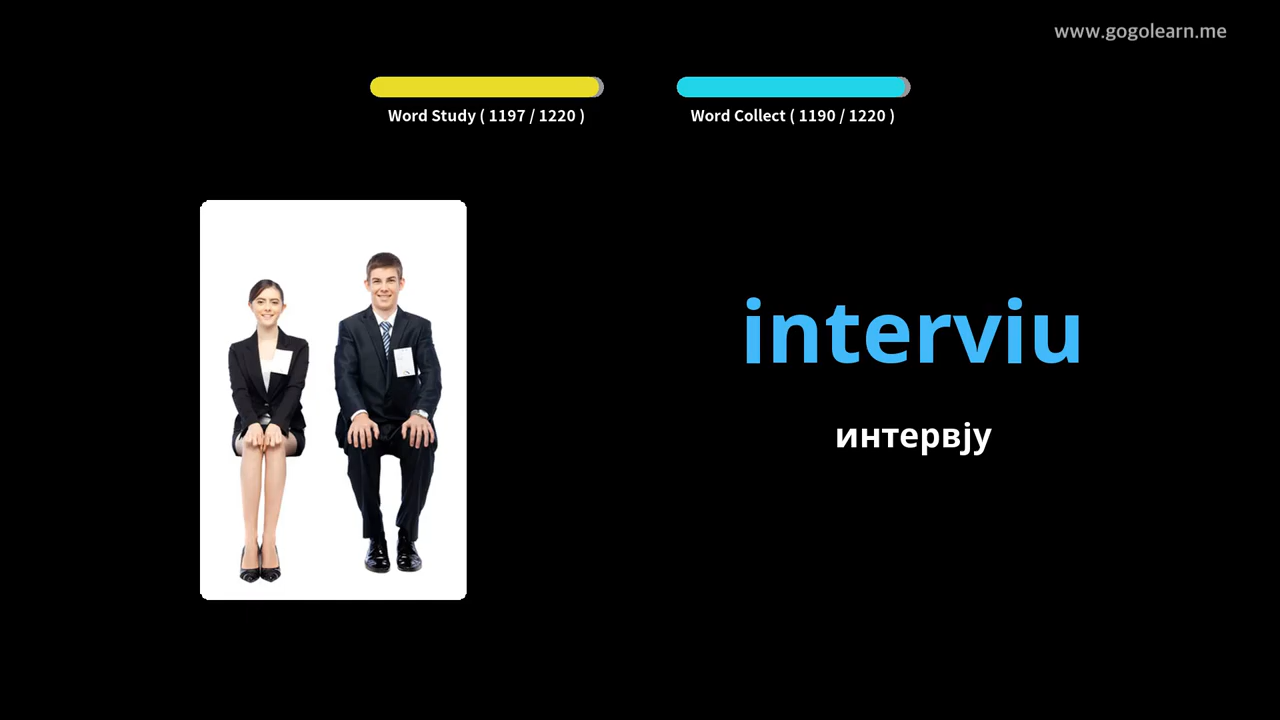 www.gogolearn.me
Word Study ( 1197 / 1220 )
Word Collect ( 1190 / 1220 )
interviu
интервју